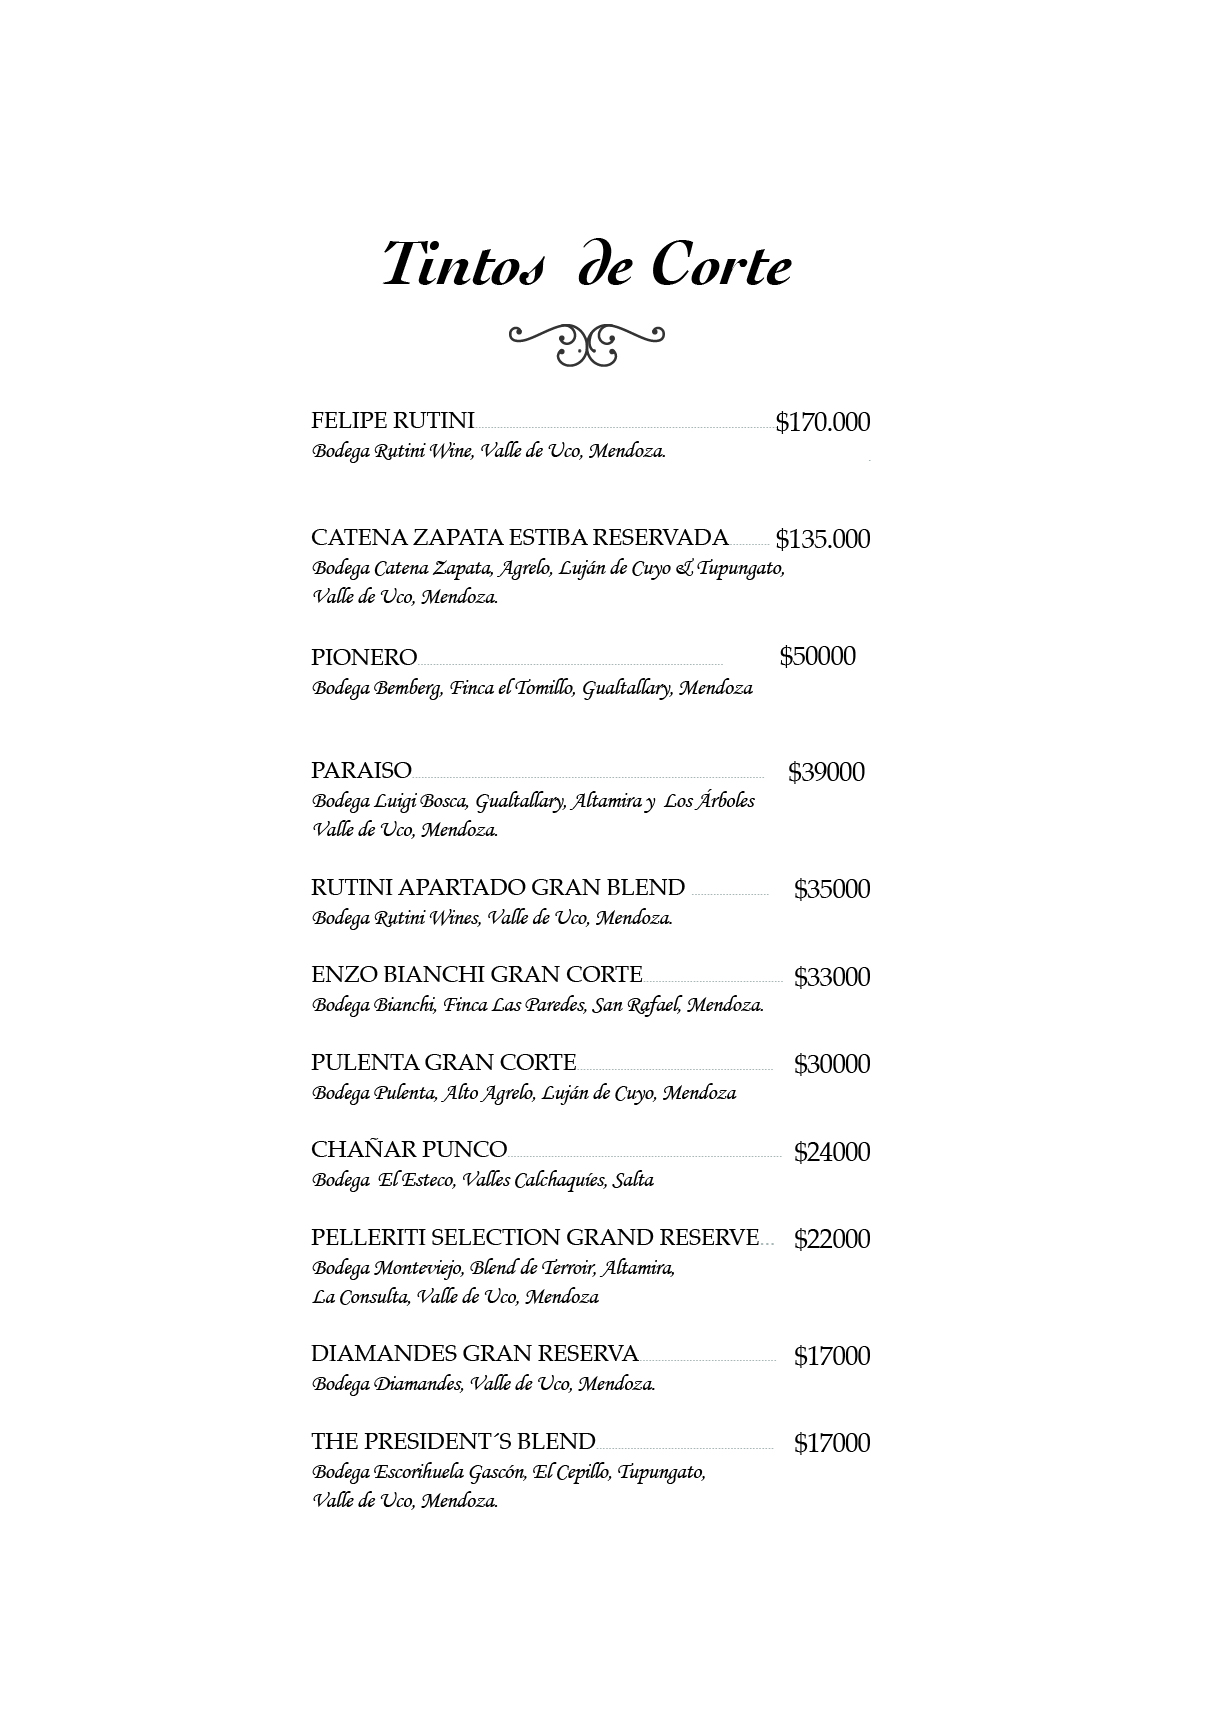 Tintos de Corte
FELIPE RUTINI $170.000
Bodega Rutini Wine, Valle de Uco, Mendoza.
CATENA ZAPATA ESTIBA RESERVADA $135.000
Bodega Catena Zapata, Agrelo, Luján de Cuyo & Tupungato,
Valle de Uco, Mendoza.
PIONERO $50000
Bodega Bemberg, Finca el Tomillo, Gualtallary, Mendoza
PARAISO $39000
Bodega Luigi Bosca, Gualtallary, Altamira y Los Árboles
Valle de Uco, Mendoza.
RUTINI APARTADO GRAN BLEND $35000
Bodega Rutini Wines, Valle de Uco, Mendoza.
ENZO BIANCHI GRAN CORTE $33000
Bodega Bianchi, Finca Las Paredes, San Rafael, Mendoza.
PULENTA GRAN CORTE $30000
Bodega Pulenta, Alto Agrelo, Luján de Cuyo, Mendoza
CHAÑAR PUNCO $24000
Bodega El Esteco, Valles Calchaquíes, Salta
PELLERITI SELECTION GRAND RESERVE... $22000
Bodega Monteviejo, Blend de Terroir, Altamira,
La Consulta, Valle de Uco, Mendoza
DIAMANDES GRAN RESERVA $17000
Bodega Diamandes, Valle de Uco, Mendoza.
THE PRESIDENT´S BLEND $17000
Bodega Escorihuela Gascón, El Cepillo, Tupungato,
Valle de Uco, Mendoza.